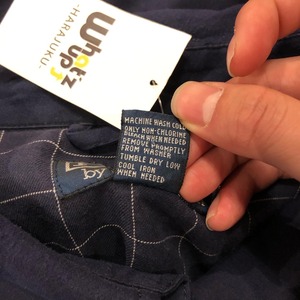 What'z
up?
-HARAJUKU.-
MACHINE WASH COLD
ONLY NON-CHLORINE
BLEACH WHEN NEEDED
REMOVE PROMPTLY
FROM WASHER
TUMBLE DRY LOW
COOL IRON
WHEN NEEDED